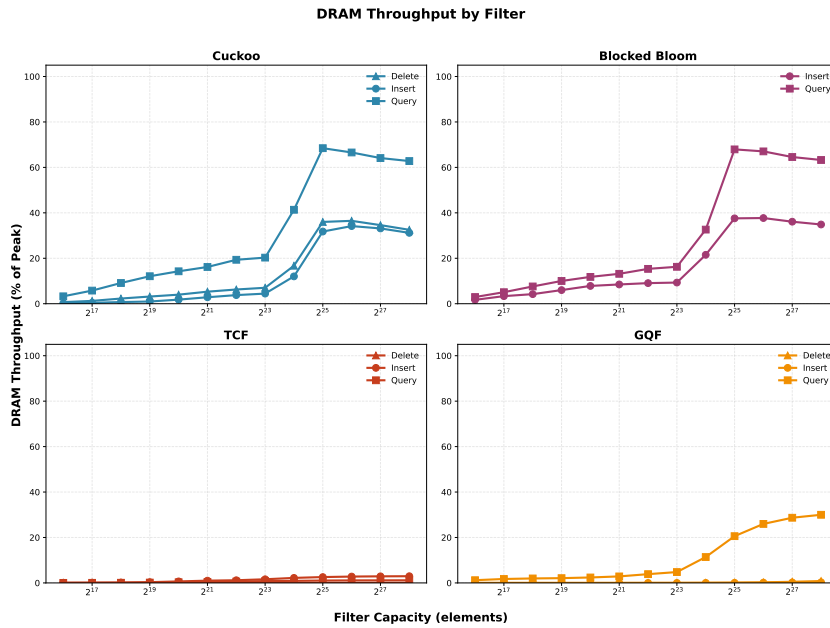 DRAM Throughput by Filter
Cuckoo
Delete
Insert
Query
100
80
60
40
20
0
2^17 2^19 2^21 2^23 2^25 2^27
Blocked Bloom
Insert
Query
100
80
60
40
20
0
2^17 2^19 2^21 2^23 2^25 2^27
DRAM Throughput (% of Peak)
TCF
Delete
Insert
Query
100
80
60
40
20
0
2^17 2^19 2^21 2^23 2^25 2^27
GQF
Delete
Insert
Query
100
80
60
40
20
0
2^17 2^19 2^21 2^23 2^25 2^27
Filter Capacity (elements)